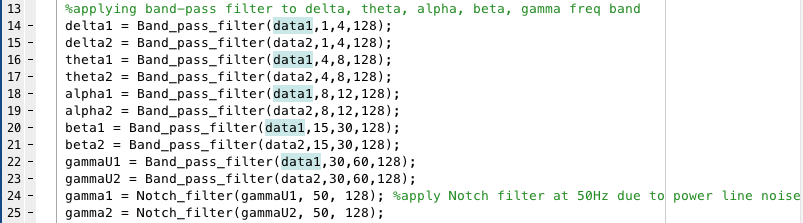 13 %applying band-pass filter to delta, theta, alpha, beta, gamma freq band
14 - delta1 = Band_pass_filter(data1,1,4,128);
15 - delta2 = Band_pass_filter(data2,1,4,128);
16 - theta1 = Band_pass_filter(data1,4,8,128);
17 - theta2 = Band_pass_filter(data2,4,8,128);
18 - alpha1 = Band_pass_filter(data1,8,12,128);
19 - alpha2 = Band_pass_filter(data2,8,12,128);
20 - beta1 = Band_pass_filter(data1,15,30,128);
21 - beta2 = Band_pass_filter(data2,15,30,128);
22 - gammaU1 = Band_pass_filter(data1,30,60,128);
23 - gammaU2 = Band_pass_filter(data2,30,60,128);
24 - gamma1 = Notch_filter(gammaU1, 50, 128); %apply Notch filter at 50Hz due to power line noise
25 - gamma2 = Notch_filter(gammaU2, 50, 128);